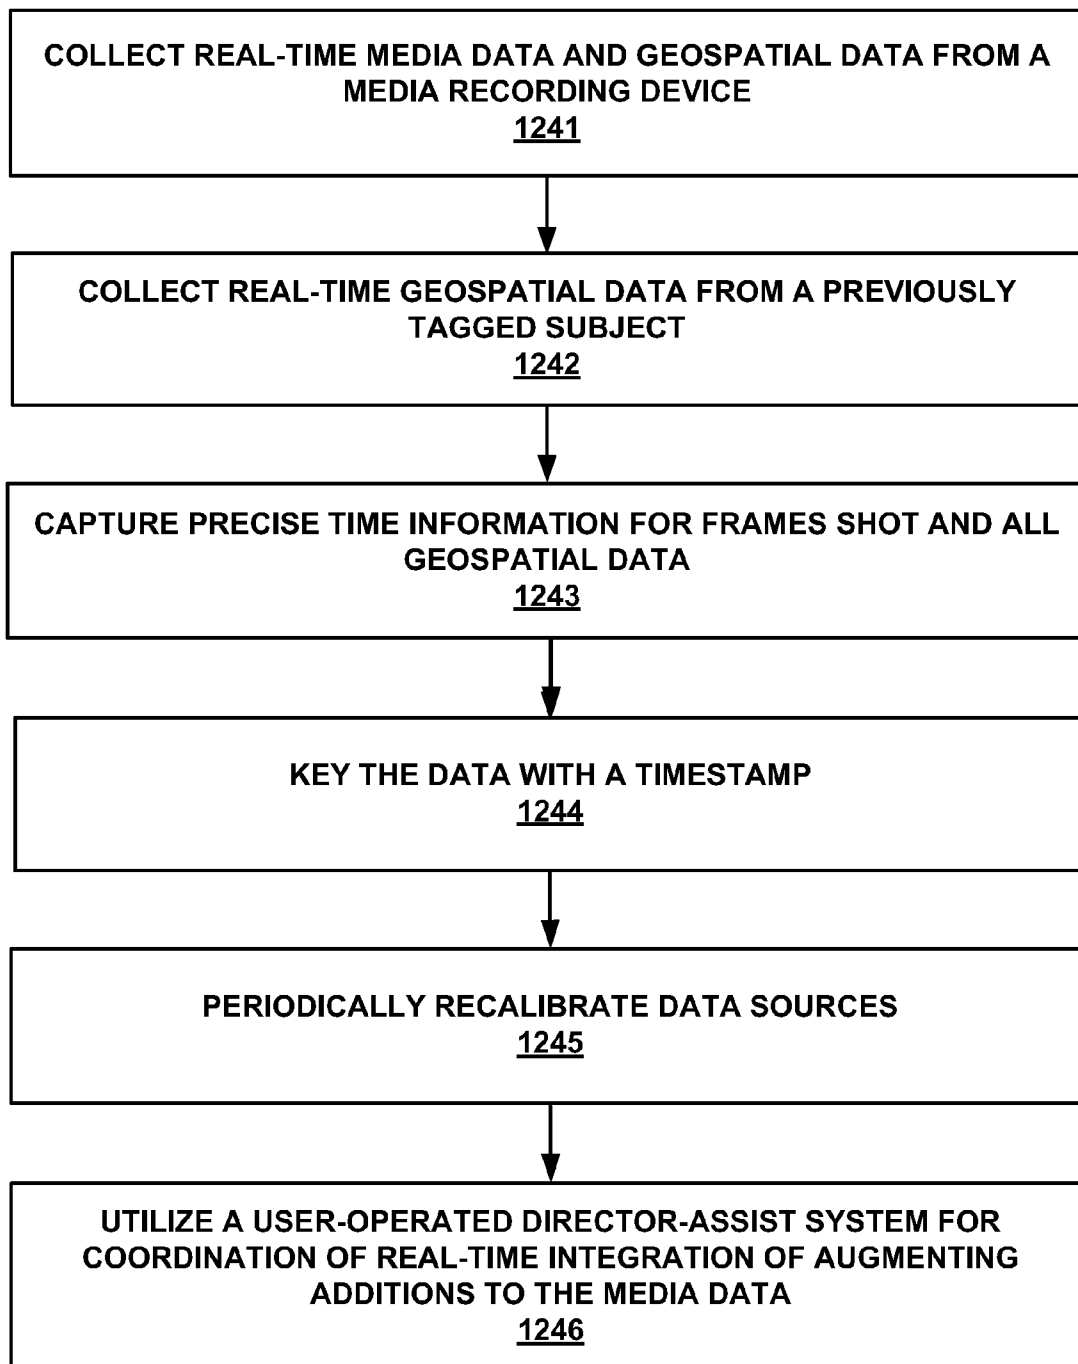 COLLECT REAL-TIME MEDIA DATA AND GEOSPATIAL DATA FROM A
MEDIA RECORDING DEVICE
1241
COLLECT REAL-TIME GEOSPATIAL DATA FROM A PREVIOUSLY
TAGGED SUBJECT
1242
CAPTURE PRECISE TIME INFORMATION FOR FRAMES SHOT AND ALL
GEOSPATIAL DATA
1243
KEY THE DATA WITH A TIMESTAMP
1244
PERIODICALLY RECALIBRATE DATA SOURCES
1245
UTILIZE A USER-OPERATED DIRECTOR-ASSIST SYSTEM FOR
COORDINATION OF REAL-TIME INTEGRATION OF AUGMENTING
ADDITIONS TO THE MEDIA DATA
1246